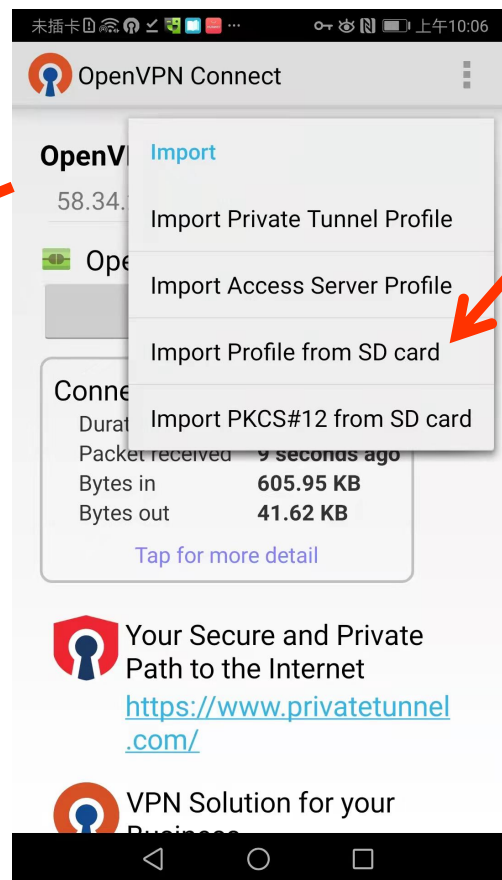 未插卡 ... 上午10:06
OpenVPN Connect
Import
OpenV
58.34.
Import Private Tunnel Profile
Ope
Import Access Server Profile
Import Profile from SD card
Conne
Import PKCS#12 from SD card
Durat
Packet received 9 seconds ago
Bytes in 605.95 KB
Bytes out 41.62 KB
Tap for more detail
Your Secure and Private
Path to the Internet
https://www.privatetunnel
.com/
VPN Solution for your
Business